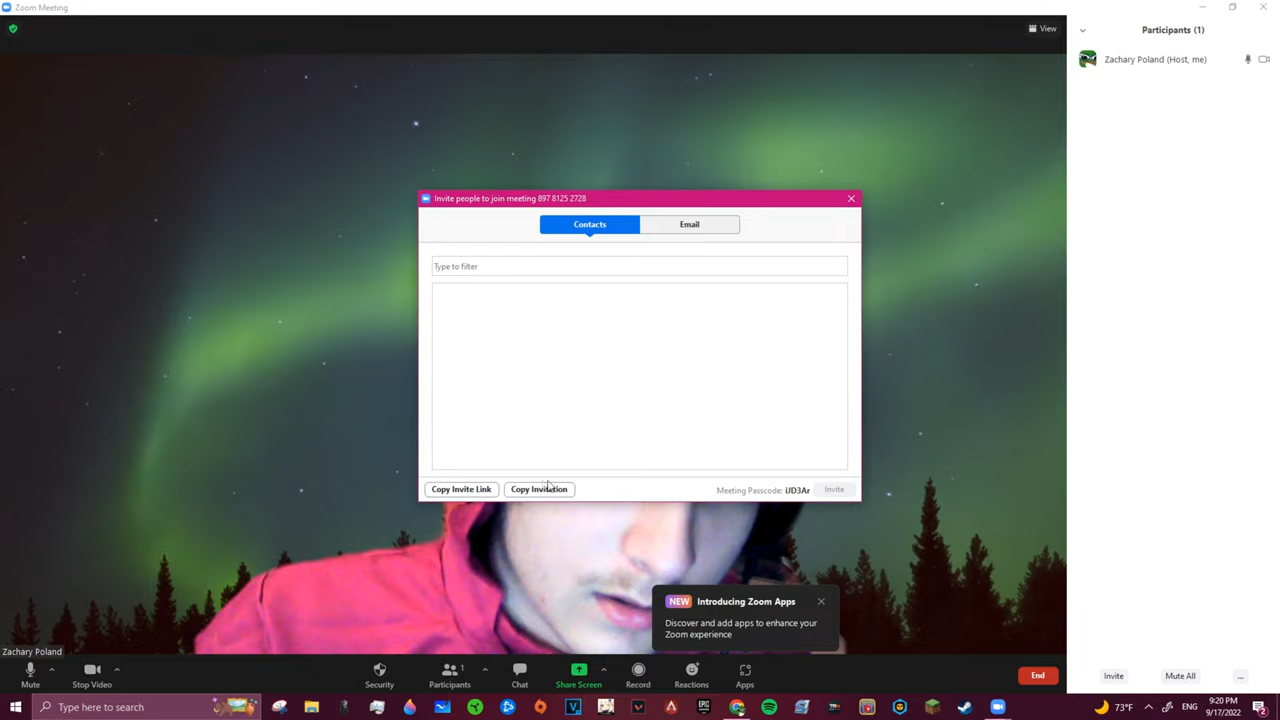 Zoom Meeting
View
Participants (1)
Zachary Poland (Host, me)
Invite people to join meeting 897 8125 2728
Contacts
Email
Type to filter
Copy Invite Link
Copy Invitation
Meeting Passcode: iJD3Ar
Invite
NEW Introducing Zoom Apps
Discover and add apps to enhance your
Zoom experience
Zachary Poland
1
Mute
Stop Video
Security
Participants
Chat
Share Screen
Record
Reactions
Apps
End
Invite
Mute All
...
Type here to search
EPIC
73°F
ENG
9:20 PM
9/17/2022
2